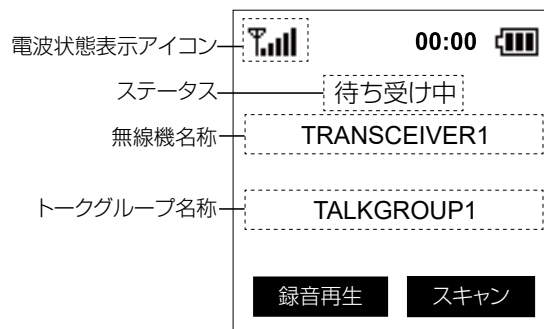 電波状態表示アイコン
00:00
ステータス
待ち受け中
無線機名称
TRANSCEIVER1
トークグループ名称
TALKGROUP1
録音再生
スキャン